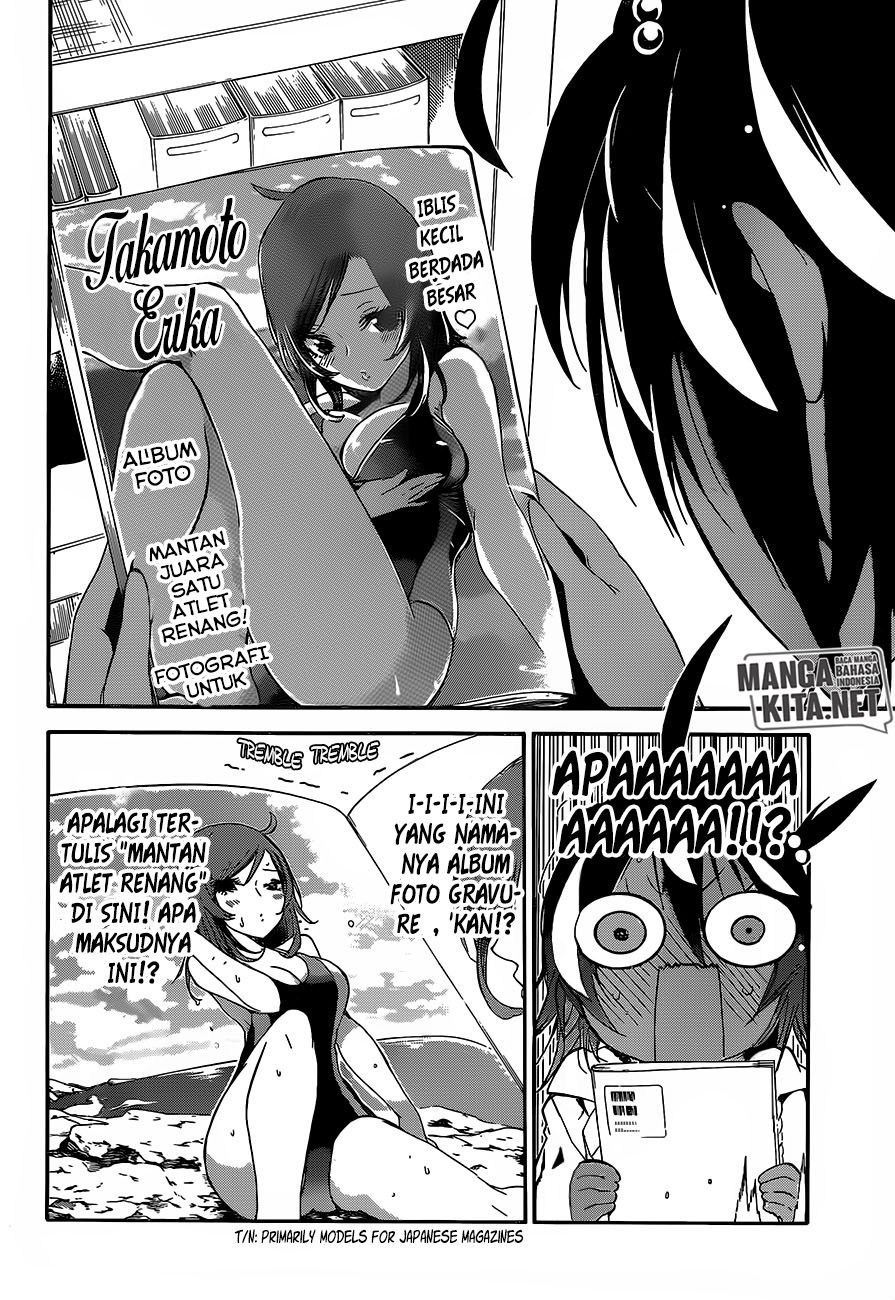 Takamoto
Erika
IBLIS
KECIL
BERDADA
BESAR
♡
ALBUM
FOTO
MANTAN
JUARA
SATU
ATLET
RENANG!
FOTOGRAFI
UNTUK
MANGA
KITA.NET
BACA MANGA
BAHASA
INDONESIA
APAAAAAAAA
AAAAAA!!?
TREMBLE TREMBLE
I-I-I-I-INI
YANG NAMA-
NYA ALBUM
FOTO GRAVU-
RE , 'KAN!?
APALAGI TER-
TULIS "MANTAN
ATLET RENANG"
DI SINI! APA
MAKSUDNYA
INI!?
T/N: PRIMARILY MODELS FOR JAPANESE MAGAZINES